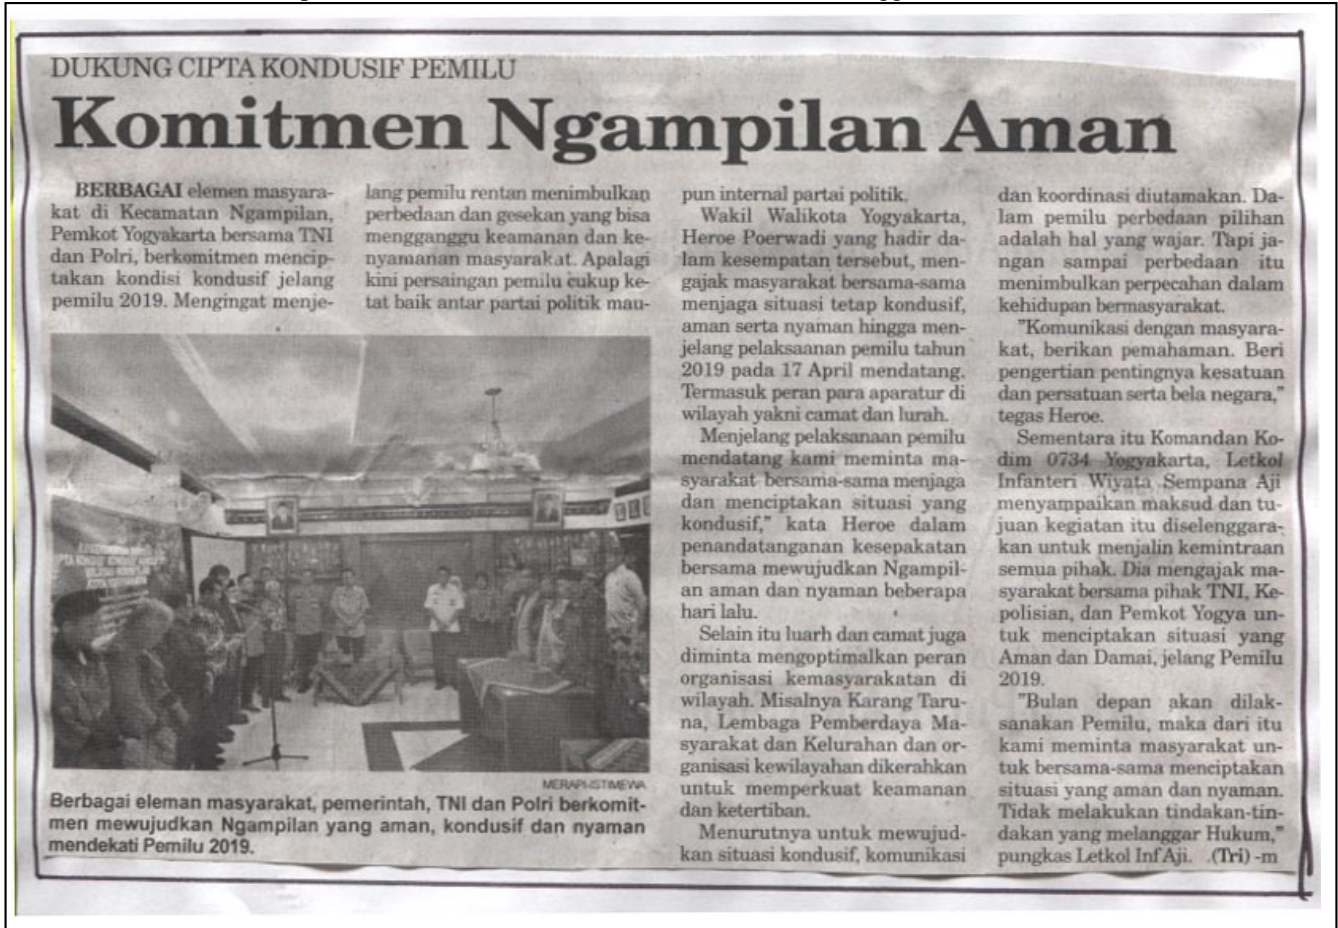 DUKUNG CIPTA KONDUSIF PEMILU
Komitmen Ngampilan Aman
BERBAGAI elemen masyara-
kat di Kecamatan Ngampilan,
Pemkot Yogyakarta bersama TNI
dan Polri, berkomitmen mencip-
takan kondisi kondusif jelang
pemilu 2019. Mengingat menje-
lang pemilu rentan menimbulkan
perbedaan dan gesekan yang bisa
mengganggu keamanan dan ke-
nyamanan masyarakat. Apalagi
kini persaingan pemilu cukup ke-
tat baik antar partai politik mau-
MERAPI-ISTIMEWA
Berbagai eleman masyarakat, pemerintah, TNI dan Polri berkomit-
men mewujudkan Ngampilan yang aman, kondusif dan nyaman
mendekati Pemilu 2019.
pun internal partai politik.
Wakil Walikota Yogyakarta,
Heroe Poerwadi yang hadir da-
lam kesempatan tersebut, men-
gajak masyarakat bersama-sama
menjaga situasi tetap kondusif,
aman serta nyaman hingga men-
jelang pelaksanaan pemilu tahun
2019 pada 17 April mendatang.
Termasuk peran para aparatur di
wilayah yakni camat dan lurah.
Menjelang pelaksanaan pemilu
mendatang kami meminta ma-
syarakat bersama-sama menjaga
dan menciptakan situasi yang
kondusif," kata Heroe dalam
penandatanganan kesepakatan
bersama mewujudkan Ngampil-
an aman dan nyaman beberapa
hari lalu.
Selain itu luarh dan camat juga
diminta mengoptimalkan peran
organisasi kemasyarakatan di
wilayah. Misalnya Karang Taru-
na, Lembaga Pemberdaya Ma-
syarakat dan Kelurahan dan or-
ganisasi kewilayahan dikerahkan
untuk memperkuat keamanan
dan ketertiban.
Menurutnya untuk mewujud-
kan situasi kondusif, komunikasi
dan koordinasi diutamakan. Da-
lam pemilu perbedaan pilihan
adalah hal yang wajar. Tapi ja-
ngan sampai perbedaan itu
menimbulkan perpecahan dalam
kehidupan bermasyarakat.
"Komunikasi dengan masyara-
kat, berikan pemahaman. Beri
pengertian pentingnya kesatuan
dan persatuan serta bela negara,"
tegas Heroe.
Sementara itu Komandan Ko-
dim 0734 Yogyakarta, Letkol
Infanteri Wiyata Sempana Aji
menyampaikan maksud dan tu-
juan kegiatan itu diselenggara-
kan untuk menjalin kemintraan
semua pihak. Dia mengajak ma-
syarakat bersama pihak TNI, Ke-
polisian, dan Pemkot Yogya un-
tuk menciptakan situasi yang
Aman dan Damai, jelang Pemilu
2019.
"Bulan depan akan dilak-
sanakan Pemilu, maka dari itu
kami meminta masyarakat un-
tuk bersama-sama menciptakan
situasi yang aman dan nyaman.
Tidak melakukan tindakan-tin-
dakan yang melanggar Hukum,"
pungkas Letkol Inf Aji. .(Tri) -m